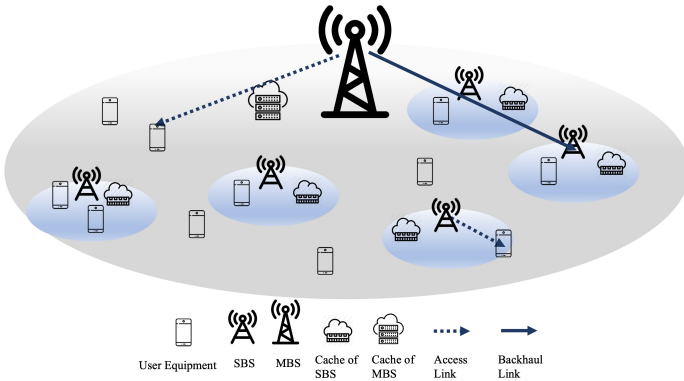 User Equipment
SBS
MBS
Cache of
SBS
Cache of
MBS
Access
Link
Backhaul
Link